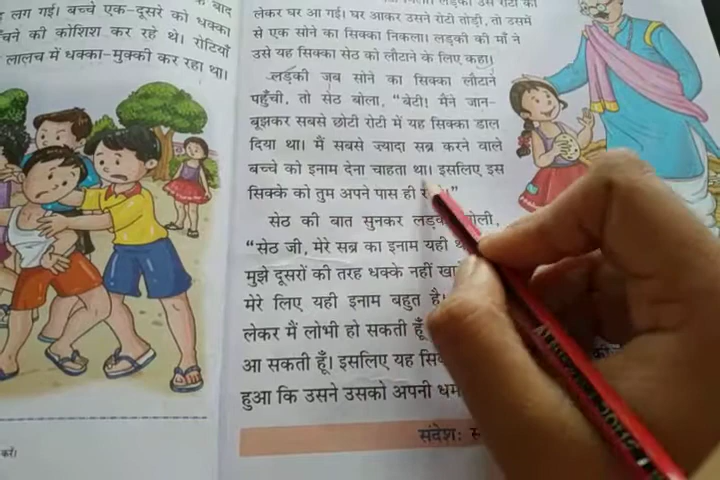 के बाद
लग गई। बच्चे एक-दूसरे को धक्का
की कोशिश कर रहे थे। रोटियाँ
लालच में धक्का-मुक्की कर रहा था।
करें।
लेकर घर आ गई। घर आकर उसने रोटी तोड़ी, तो उसमें
से एक सोने का सिक्का निकला। लड़की की माँ ने
उसे यह सिक्का सेठ को लौटाने के लिए कहा।
लड़की जब सोने का सिक्का लौटाने
पहुँची, तो सेठ बोला, “बेटी! मैंने जान-
बूझकर सबसे छोटी रोटी में यह सिक्का डाल
दिया था। मैं सबसे ज़्यादा सब्र करने वाले
बच्चे को इनाम देना चाहता था। इसलिए इस
सिक्के को तुम अपने पास ही
सेठ की बात सुनकर
“सेठ जी, मेरे सब्र का इनाम यही
मुझे दूसरों की तरह धक्के नहीं
मेरे लिए यही इनाम बहुत है।
लेकर मैं लोभी हो सकती हूँ
आ सकती हूँ। इसलिए यह
हुआ कि उसने उसको अपनी
संदेश: